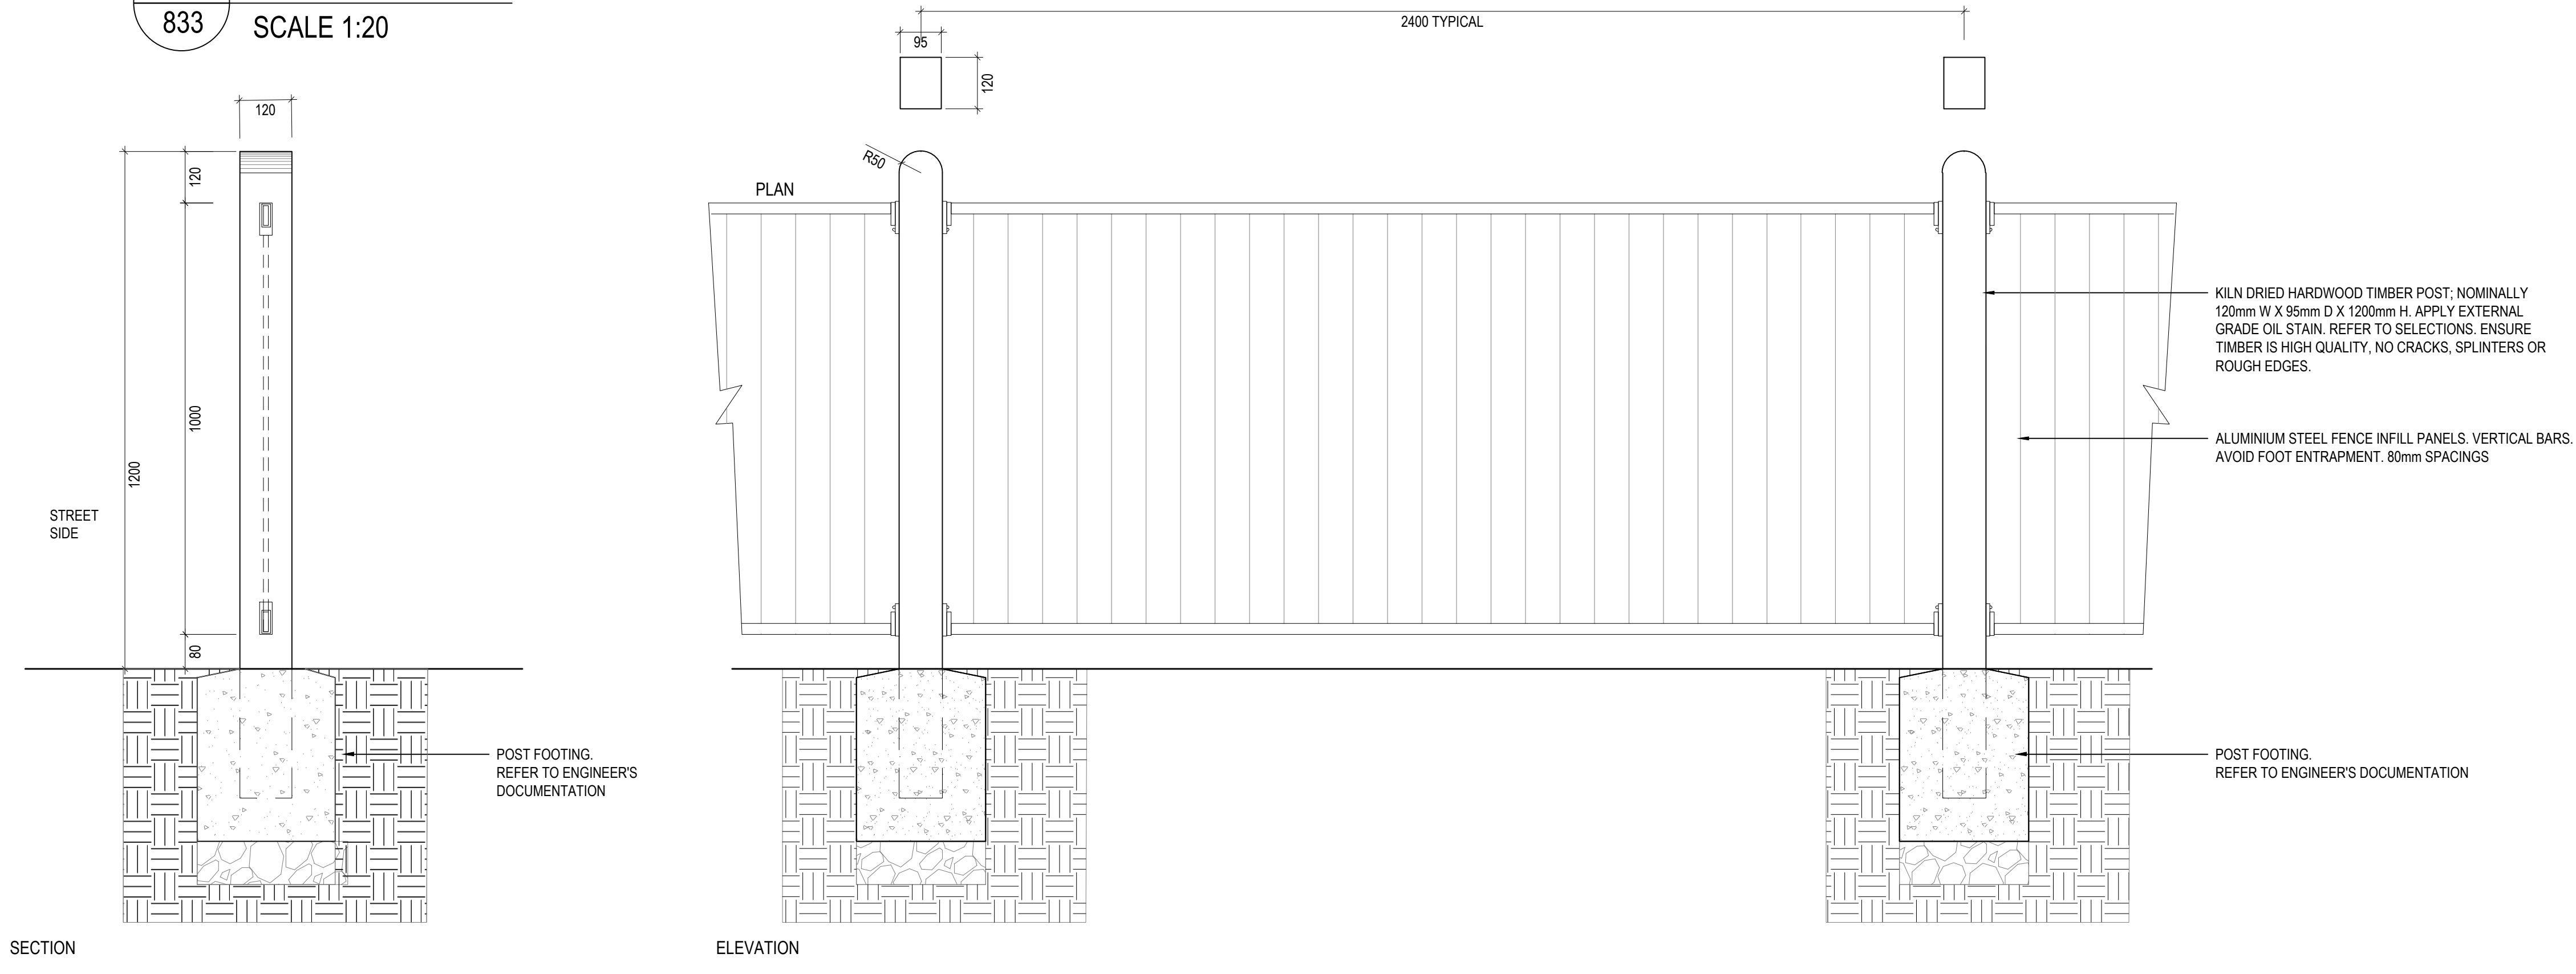 833
SCALE 1:20
2400 TYPICAL
95
120
120
R50
PLAN
120
1000
1200
80
STREET
SIDE
KILN DRIED HARDWOOD TIMBER POST; NOMINALLY
120mm W X 95mm D X 1200mm H. APPLY EXTERNAL
GRADE OIL STAIN. REFER TO SELECTIONS. ENSURE
TIMBER IS HIGH QUALITY, NO CRACKS, SPLINTERS OR
ROUGH EDGES.
ALUMINIUM STEEL FENCE INFILL PANELS. VERTICAL BARS.
AVOID FOOT ENTRAPMENT. 80mm SPACINGS
POST FOOTING.
REFER TO ENGINEER'S
DOCUMENTATION
POST FOOTING.
REFER TO ENGINEER'S DOCUMENTATION
SECTION
ELEVATION